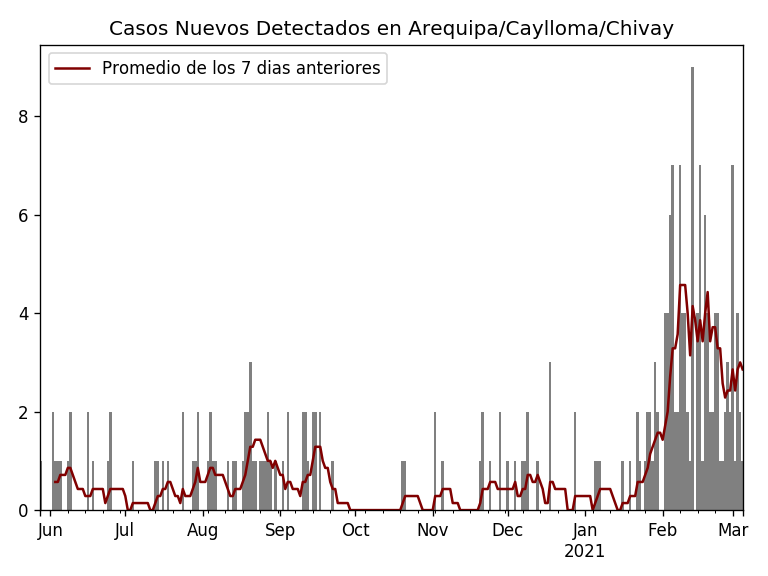 Casos Nuevos Detectados en Arequipa/Caylloma/Chivay
Promedio de los 7 dias anteriores
8
6
4
2
0
Jun Jul Aug Sep Oct Nov Dec Jan Feb Mar
2021